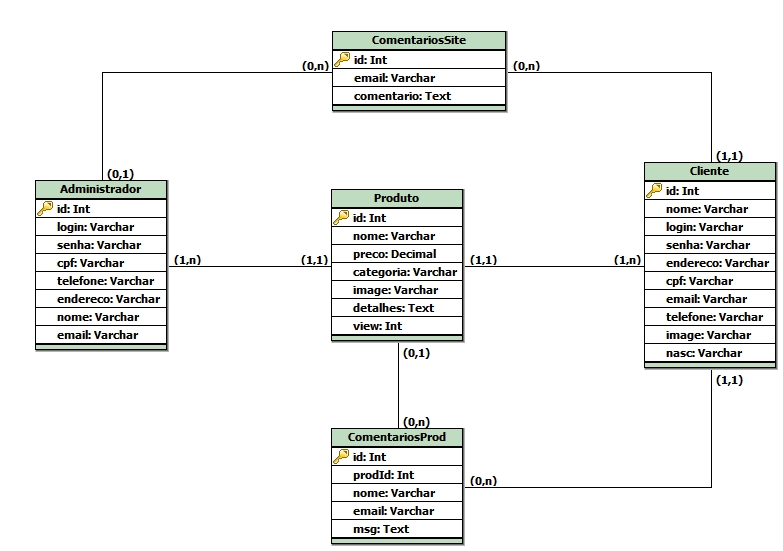 ComentariosSite
id: Int
email: Varchar
comentario: Text
(0,n)
(0,n)
(0,1)
(1,1)
Administrador
id: Int
login: Varchar
senha: Varchar
cpf: Varchar
telefone: Varchar
endereco: Varchar
nome: Varchar
email: Varchar
(1,n)
(1,1)
Produto
id: Int
nome: Varchar
preco: Decimal
categoria: Varchar
image: Varchar
detalhes: Text
view: Int
(1,1)
(1,n)
Cliente
id: Int
nome: Varchar
login: Varchar
senha: Varchar
endereco: Varchar
cpf: Varchar
email: Varchar
telefone: Varchar
image: Varchar
nasc: Varchar
(0,1)
(1,1)
(0,n)
ComentariosProd
id: Int
prodId: Int
nome: Varchar
email: Varchar
msg: Text
(0,n)